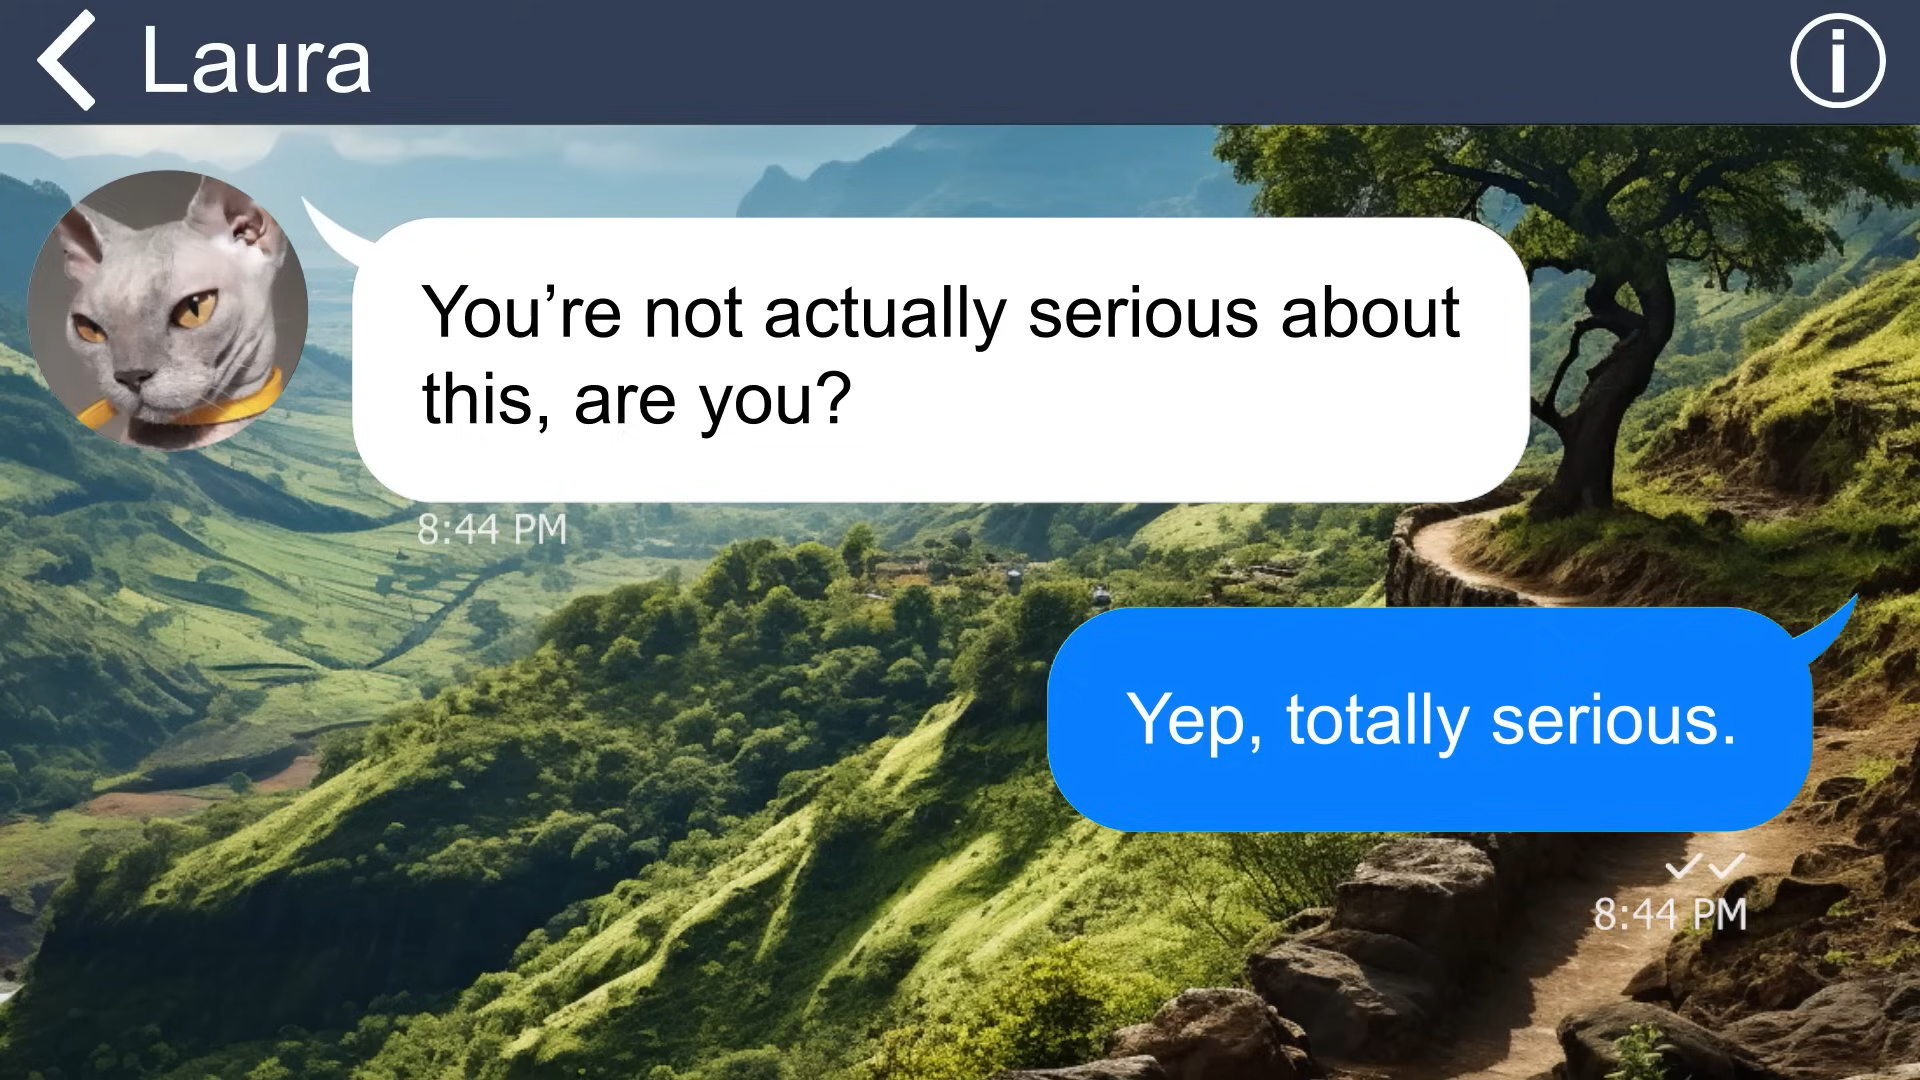 Laura
You’re not actually serious about
this, are you?
8:44 PM
Yep, totally serious.
8:44 PM